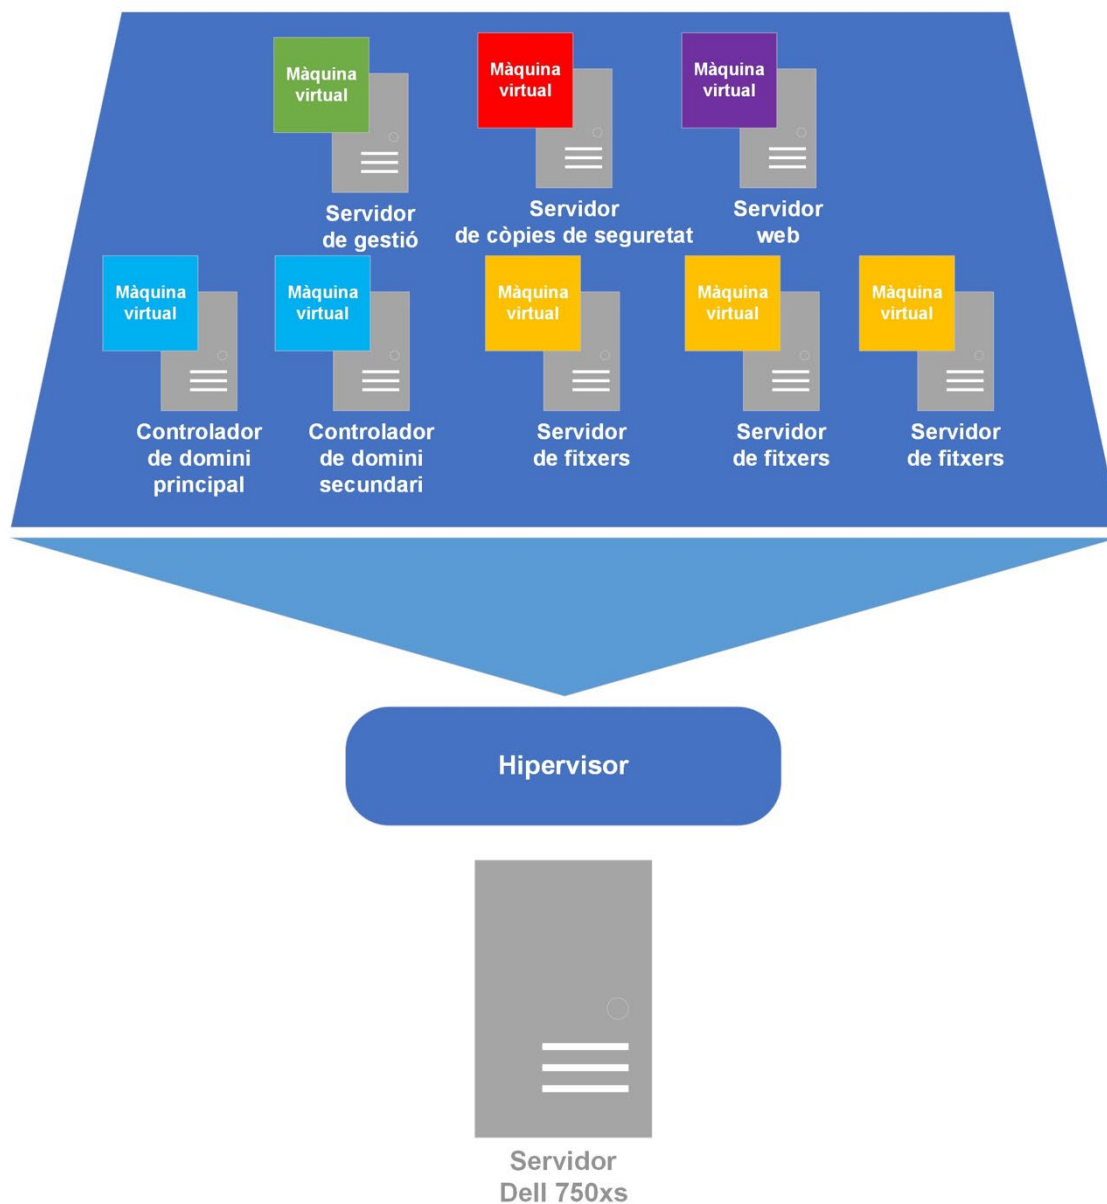 Màquina
virtual
Servidor
de gestió
Màquina
virtual
Servidor
de còpies de seguretat
Màquina
virtual
Servidor
web
Màquina
virtual
Controlador
de domini
principal
Màquina
virtual
Controlador
de domini
secundari
Màquina
virtual
Servidor
de fitxers
Màquina
virtual
Servidor
de fitxers
Màquina
virtual
Servidor
de fitxers
Hipervisor
Servidor
Dell 750xs